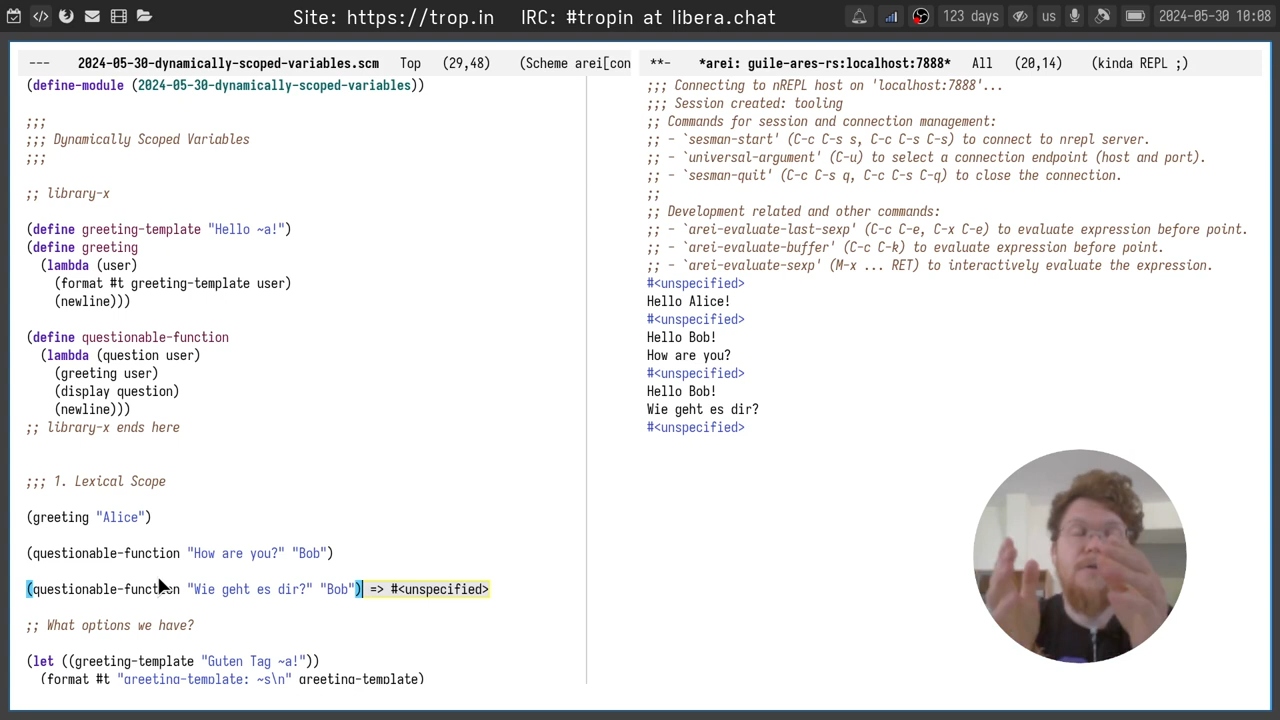 Site: https://trop.in IRC: #tropin at libera.chat
123 days us 2024-05-30 10:08
--- 2024-05-30-dynamically-scoped-variables.scm Top (29,48) (Scheme arei[con
(define-module (2024-05-30-dynamically-scoped-variables))
;;;
;;; Dynamically Scoped Variables
;;;
;; library-x
(define greeting-template "Hello ~a!")
(define greeting
(lambda (user)
(format #t greeting-template user)
(newline)))
(define questionable-function
(lambda (question user)
(greeting user)
(display question)
(newline)))
;; library-x ends here
;;; 1. Lexical Scope
(greeting "Alice")
(questionable-function "How are you?" "Bob")
(questionable-function "Wie geht es dir?" "Bob") => #<unspecified>
;; What options we have?
(let ((greeting-template "Guten Tag ~a!"))
(format #t "greeting-template: ~s\n" greeting-template)
**- *arei: guile-ares-rs:localhost:7888* All (20,14) (kinda REPL ;)
;;; Connecting to nREPL host on 'localhost:7888'...
;;; Session created: tooling
;; Commands for session and connection management:
;; - `sesman-start' (C-c C-s s, C-c C-s C-s) to connect to nrepl server.
;; - `universal-argument' (C-u) to select a connection endpoint (host and port).
;; - `sesman-quit' (C-c C-s q, C-c C-s C-q) to close the connection.
;;
;; Development related and other commands:
;; - `arei-evaluate-last-sexp' (C-c C-e, C-x C-e) to evaluate expression before point.
;; - `arei-evaluate-buffer' (C-c C-k) to evaluate expression before point.
;; - `arei-evaluate-sexp' (M-x ... RET) to interactively evaluate the expression.
#<unspecified>
Hello Alice!
#<unspecified>
Hello Bob!
How are you?
#<unspecified>
Hello Bob!
Wie geht es dir?
#<unspecified>